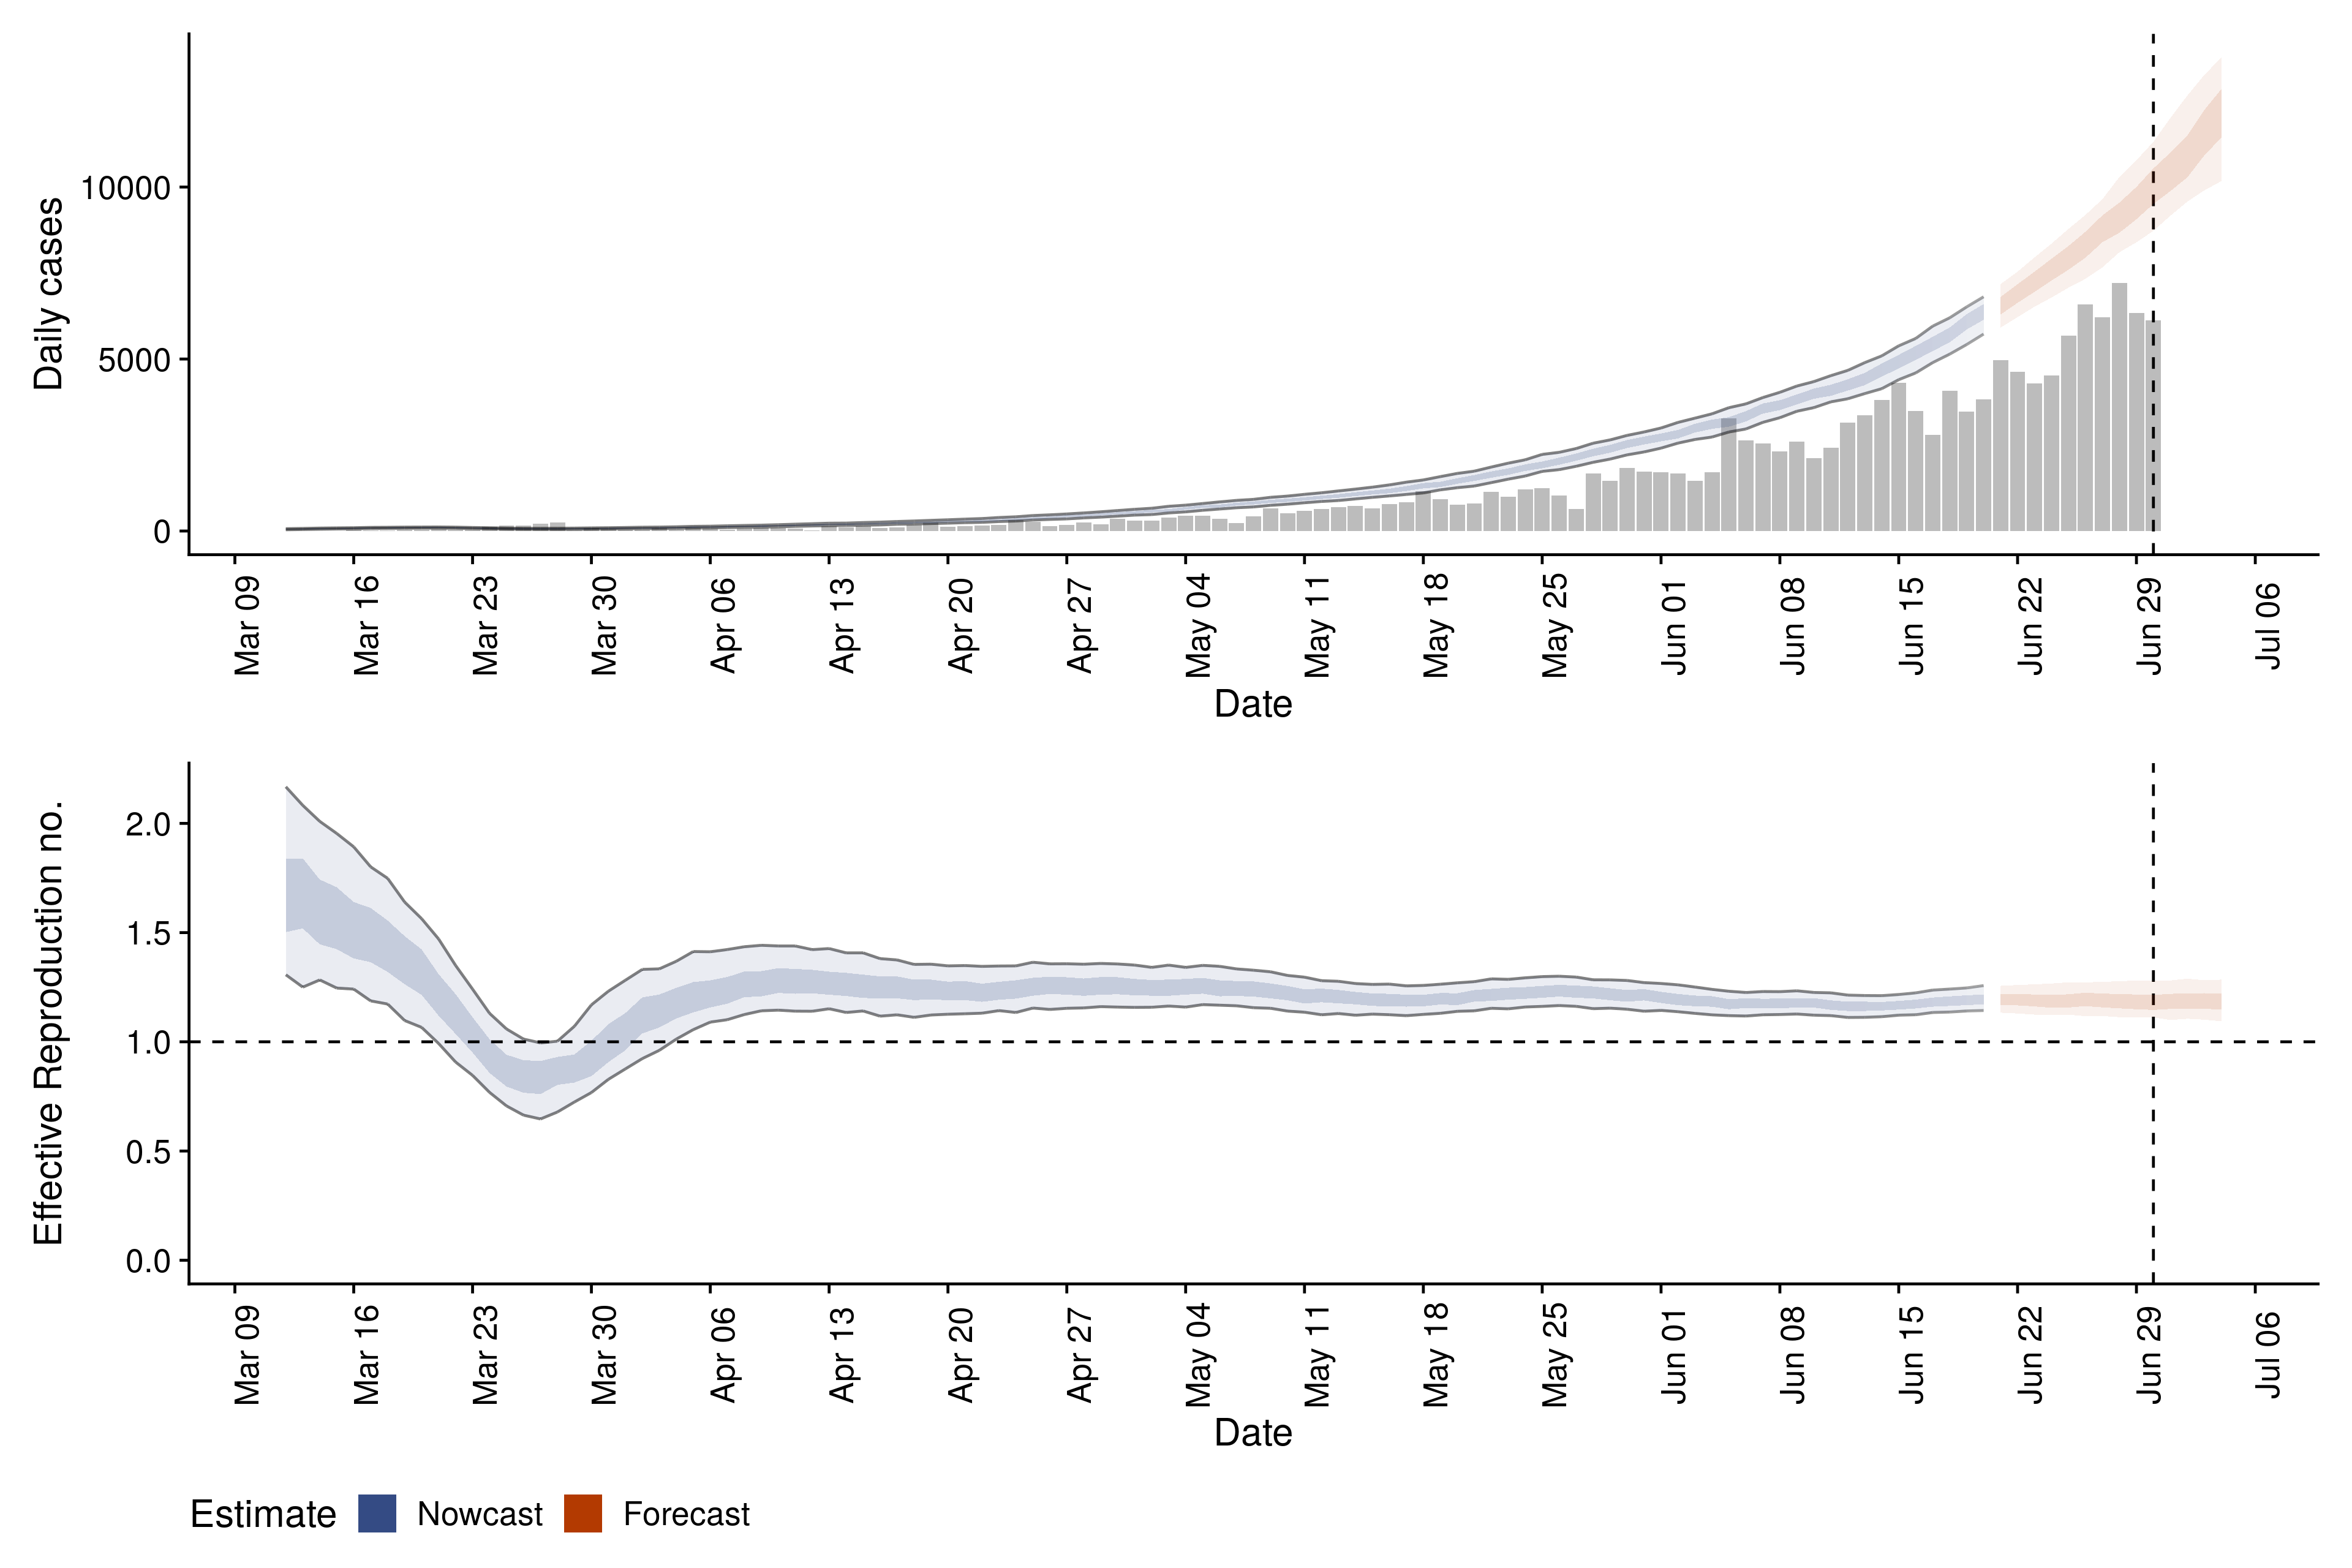 Daily cases
10000
5000
0
Mar 09
Mar 16
Mar 23
Mar 30
Apr 06
Apr 13
Apr 20
Apr 27
May 04
May 11
May 18
May 25
Jun 01
Jun 08
Jun 15
Jun 22
Jun 29
Jul 06
Date
Effective Reproduction no.
2.0
1.5
1.0
0.5
0.0
Mar 09
Mar 16
Mar 23
Mar 30
Apr 06
Apr 13
Apr 20
Apr 27
May 04
May 11
May 18
May 25
Jun 01
Jun 08
Jun 15
Jun 22
Jun 29
Jul 06
Date
Estimate Nowcast Forecast